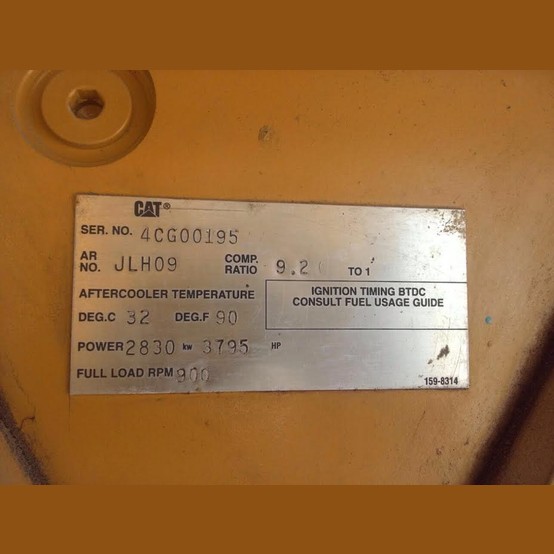 CAT®
SER. NO. 4CG00195
AR NO. JLH09 COMP. RATIO 9.2 TO 1
AFTERCOOLER TEMPERATURE
DEG.C 32 DEG.F 90
IGNITION TIMING BTDC
CONSULT FUEL USAGE GUIDE
POWER 2830 kw 3795 HP
FULL LOAD RPM 900
159-8314